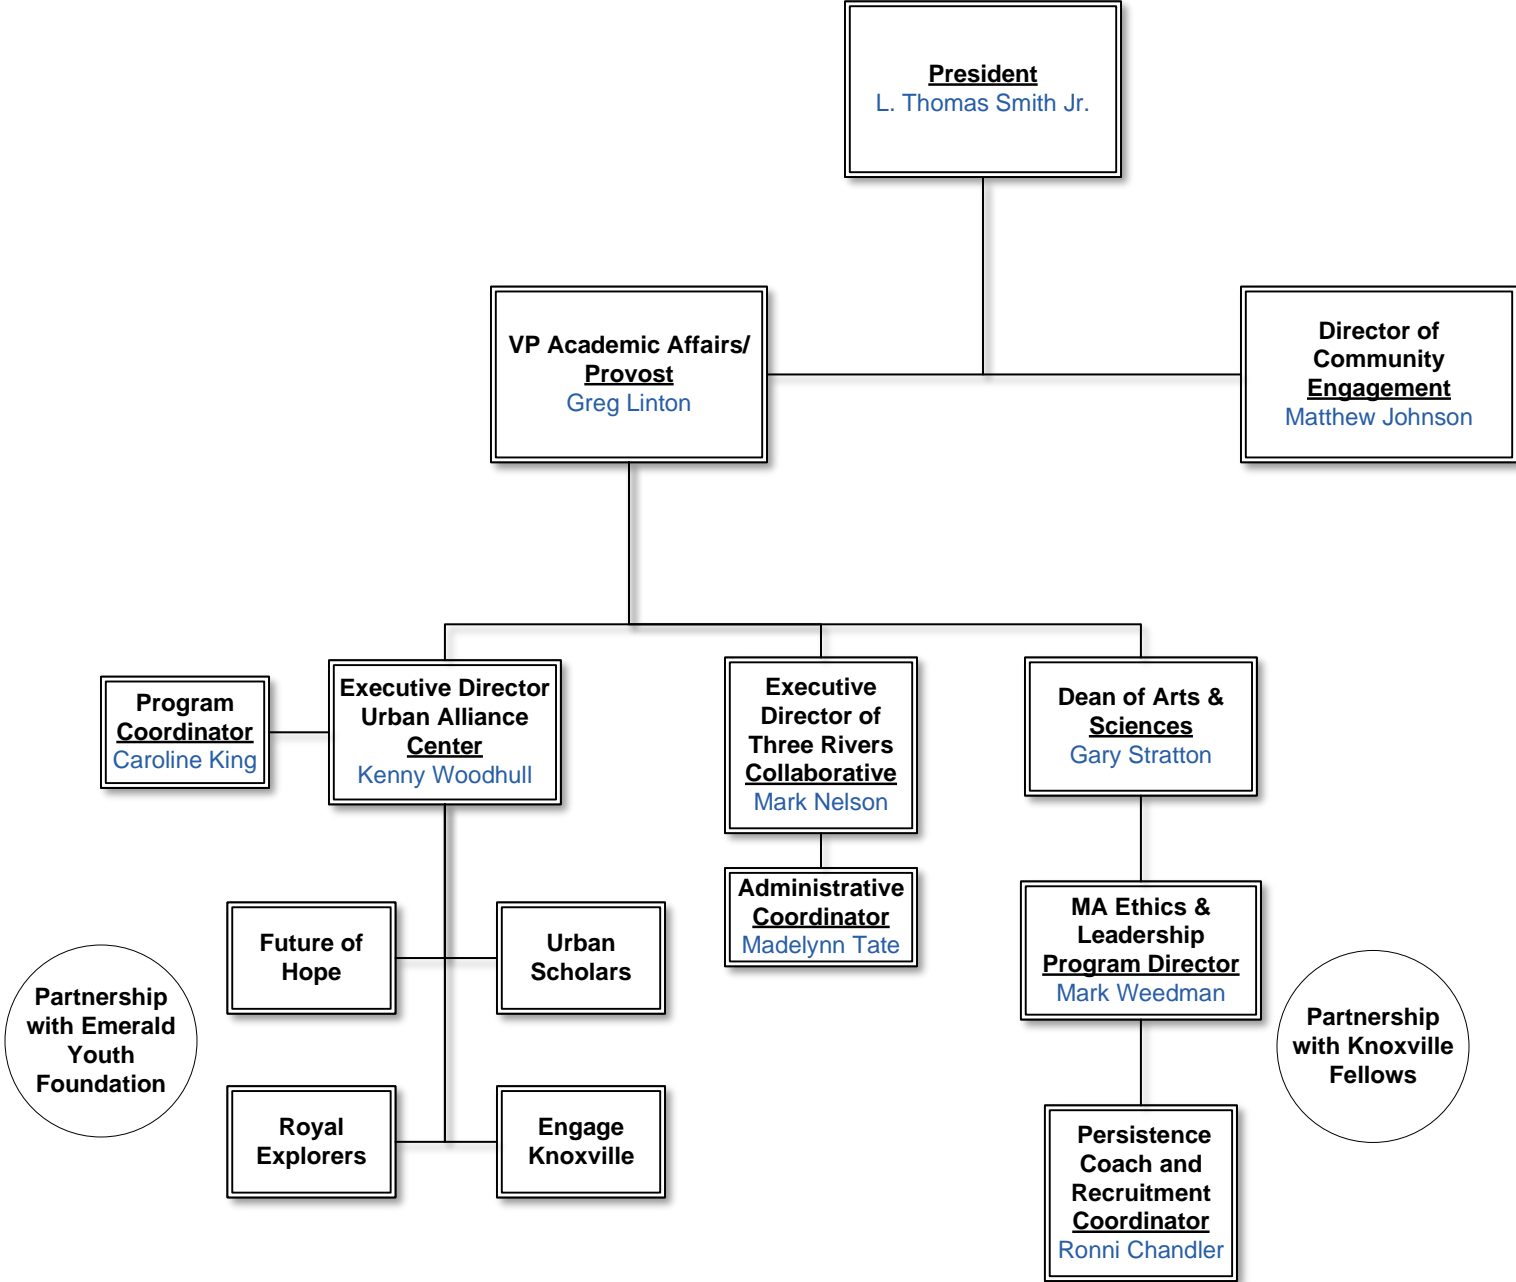 President
L. Thomas Smith Jr.
VP Academic Affairs/
Provost
Greg Linton
Director of
Community
Engagement
Matthew Johnson
Program
Coordinator
Caroline King
Executive Director
Urban Alliance
Center
Kenny Woodhull
Executive
Director of
Three Rivers
Collaborative
Mark Nelson
Dean of Arts &
Sciences
Gary Stratton
Administrative
Coordinator
Madelynn Tate
MA Ethics &
Leadership
Program Director
Mark Weedman
Future of
Hope
Urban
Scholars
Partnership
with Emerald
Youth
Foundation
Partnership
with Knoxville
Fellows
Royal
Explorers
Engage
Knoxville
Persistence
Coach and
Recruitment
Coordinator
Ronni Chandler